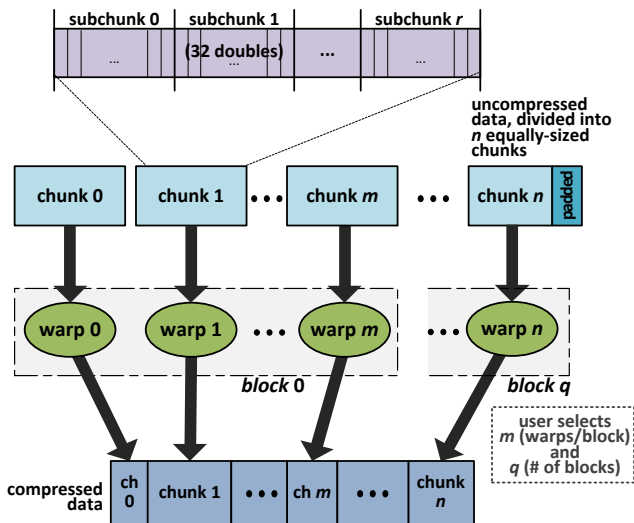 subchunk 0 subchunk 1 subchunk r
(32 doubles)
... ... ... ...
uncompressed
data, divided into
n equally-sized
chunks
chunk 0 chunk 1 ••• chunk m ••• chunk n padded
warp 0 warp 1 ••• warp m ••• warp n
block 0 block q
user selects
m (warps/block)
and
q (# of blocks)
compressed
data
ch
0
chunk 1 ••• ch m •••
chunk
n